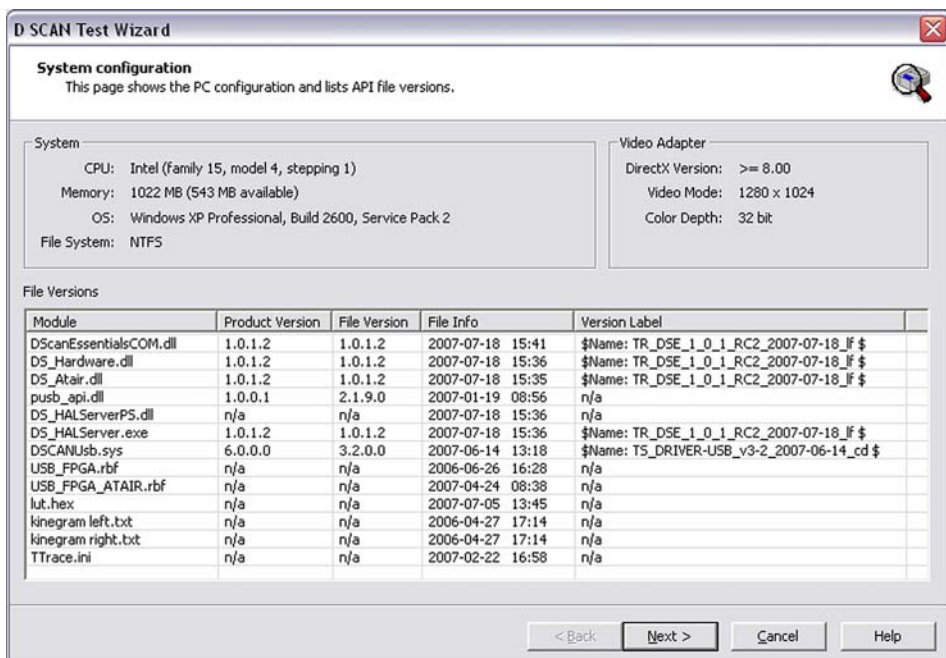 D SCAN Test Wizard
System configuration
This page shows the PC configuration and lists API file versions.
System
CPU: Intel (family 15, model 4, stepping 1)
Memory: 1022 MB (543 MB available)
OS: Windows XP Professional, Build 2600, Service Pack 2
File System: NTFS
Video Adapter
DirectX Version: >= 8.00
Video Mode: 1280 x 1024
Color Depth: 32 bit
File Versions
Module Product Version File Version File Info Version Label
DScanEssentialsCOM.dll 1.0.1.2 1.0.1.2 2007-07-18 15:41 $Name: TR_DSE_1_0_1_RC2_2007-07-18_lf $
DS_Hardware.dll 1.0.1.2 1.0.1.2 2007-07-18 15:36 $Name: TR_DSE_1_0_1_RC2_2007-07-18_lf $
DS_Atair.dll 1.0.1.2 1.0.1.2 2007-07-18 15:35 $Name: TR_DSE_1_0_1_RC2_2007-07-18_lf $
pusb_api.dll 1.0.0.1 2.1.9.0 2007-01-19 08:56 n/a
DS_HALServerPS.dll n/a n/a 2007-07-18 15:36 n/a
DS_HALServer.exe 1.0.1.2 1.0.1.2 2007-07-18 15:36 $Name: TR_DSE_1_0_1_RC2_2007-07-18_lf $
DSCANUsb.sys 6.0.0.0 3.2.0.0 2007-06-14 13:18 $Name: TS_DRIVER-USB_v3-2_2007-06-14_cd $
USB_FPGA.rbf n/a n/a 2006-06-26 16:28 n/a
USB_FPGA_ATAIR.rbf n/a n/a 2007-04-24 08:38 n/a
lut.hex n/a n/a 2007-07-05 13:45 n/a
kinegram left.txt n/a n/a 2006-04-27 17:14 n/a
kinegram right.txt n/a n/a 2006-04-27 17:14 n/a
TTrace.ini n/a n/a 2007-02-22 16:58 n/a
< Back Next > Cancel Help